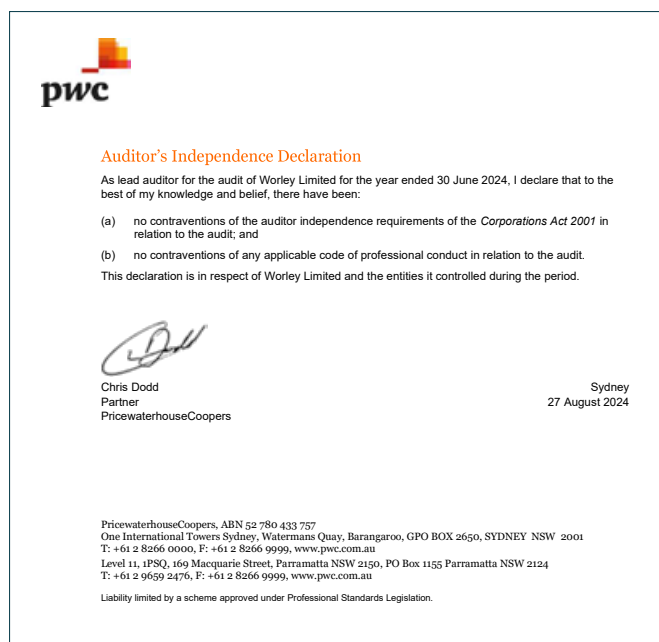 pwc
Auditor's Independence Declaration
As lead auditor for the audit of Worley Limited for the year ended 30 June 2024, I declare that to the
best of my knowledge and belief, there have been:
(a) no contraventions of the auditor independence requirements of the Corporations Act 2001 in
relation to the audit; and
(b) no contraventions of any applicable code of professional conduct in relation to the audit.
This declaration is in respect of Worley Limited and the entities it controlled during the period.
Chris Dodd Sydney
Partner 27 August 2024
PricewaterhouseCoopers
PricewaterhouseCoopers, ABN 52 780 433 757
One International Towers Sydney, Watermans Quay, Barangaroo, GPO BOX 2650, SYDNEY NSW 2001
T: +61 2 8266 0000, F: +61 2 8266 9999, www.pwc.com.au
Level 11, 1PSQ, 169 Macquarie Street, Parramatta NSW 2150, PO Box 1155 Parramatta NSW 2124
T: +61 2 9659 2476, F: +61 2 8266 9999, www.pwc.com.au
Liability limited by a scheme approved under Professional Standards Legislation.